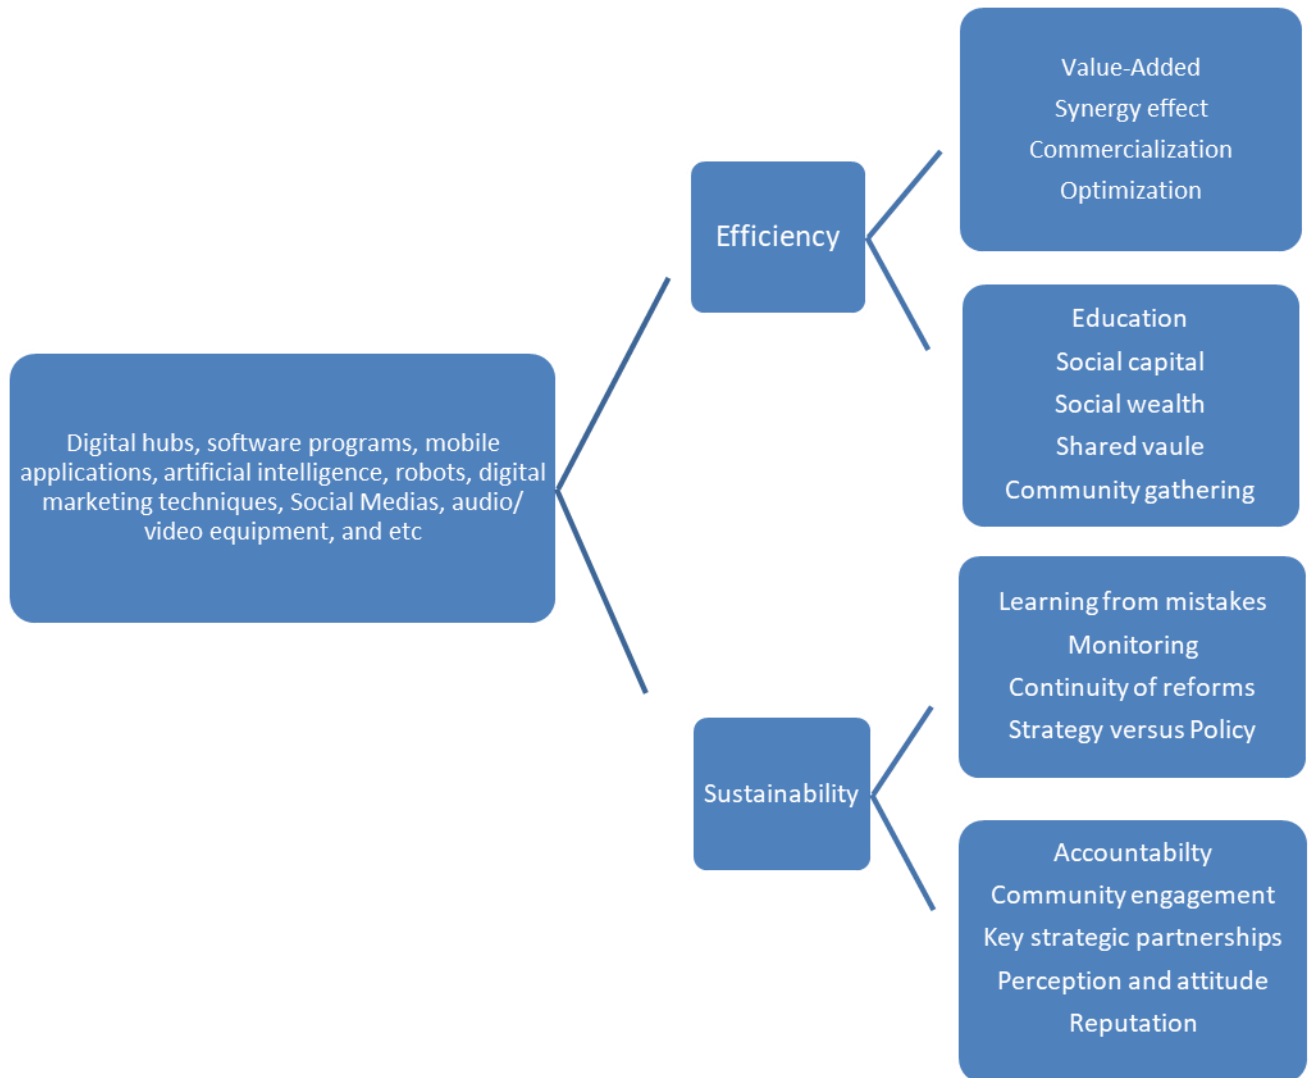 Digital hubs, software programs, mobile
applications, artificial intelligence, robots, digital
marketing techniques, Social Medias, audio/
video equipment, and etc
Efficiency
Value-Added
Synergy effect
Commercialization
Optimization
Education
Social capital
Social wealth
Shared vaule
Community gathering
Sustainability
Learning from mistakes
Monitoring
Continuity of reforms
Strategy versus Policy
Accountabilty
Community engagement
Key strategic partnerships
Perception and attitude
Reputation